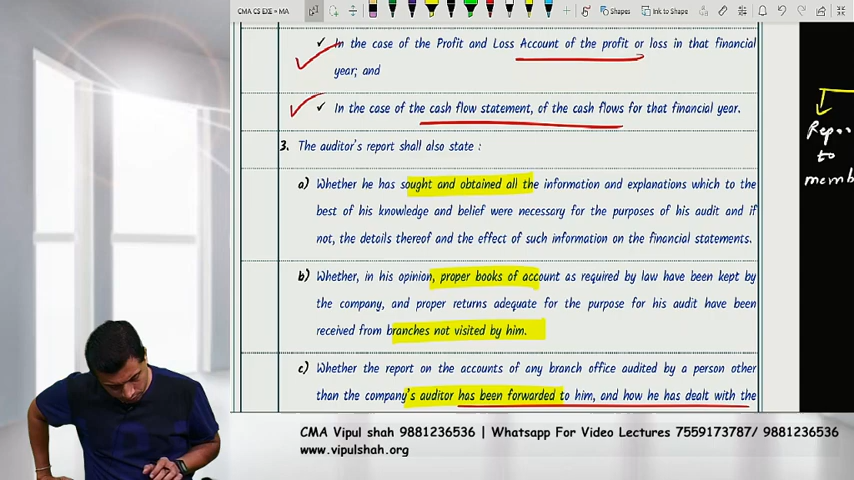 CMA CS EXE + MA
Shapes
Ink to Shape
✓ In the case of the Profit and Loss Account of the profit or loss in that financial
year; and
✓ In the case of the cash flow statement, of the cash flows for that financial year.
3. The auditor's report shall also state :
a) Whether he has sought and obtained all the information and explanations which to the
best of his knowledge and belief were necessary for the purposes of his audit and if
not, the details thereof and the effect of such information on the financial statements.
b) Whether, in his opinion, proper books of account as required by law have been kept by
the company, and proper returns adequate for the purpose for his audit have been
received from branches not visited by him.
c) Whether the report on the accounts of any branch office audited by a person other
than the company's auditor has been forwarded to him, and how he has dealt with the
to
CMA Vipul shah 9881236536 | Whatsapp For Video Lectures 7559173787/ 9881236536
www.vipulshah.org